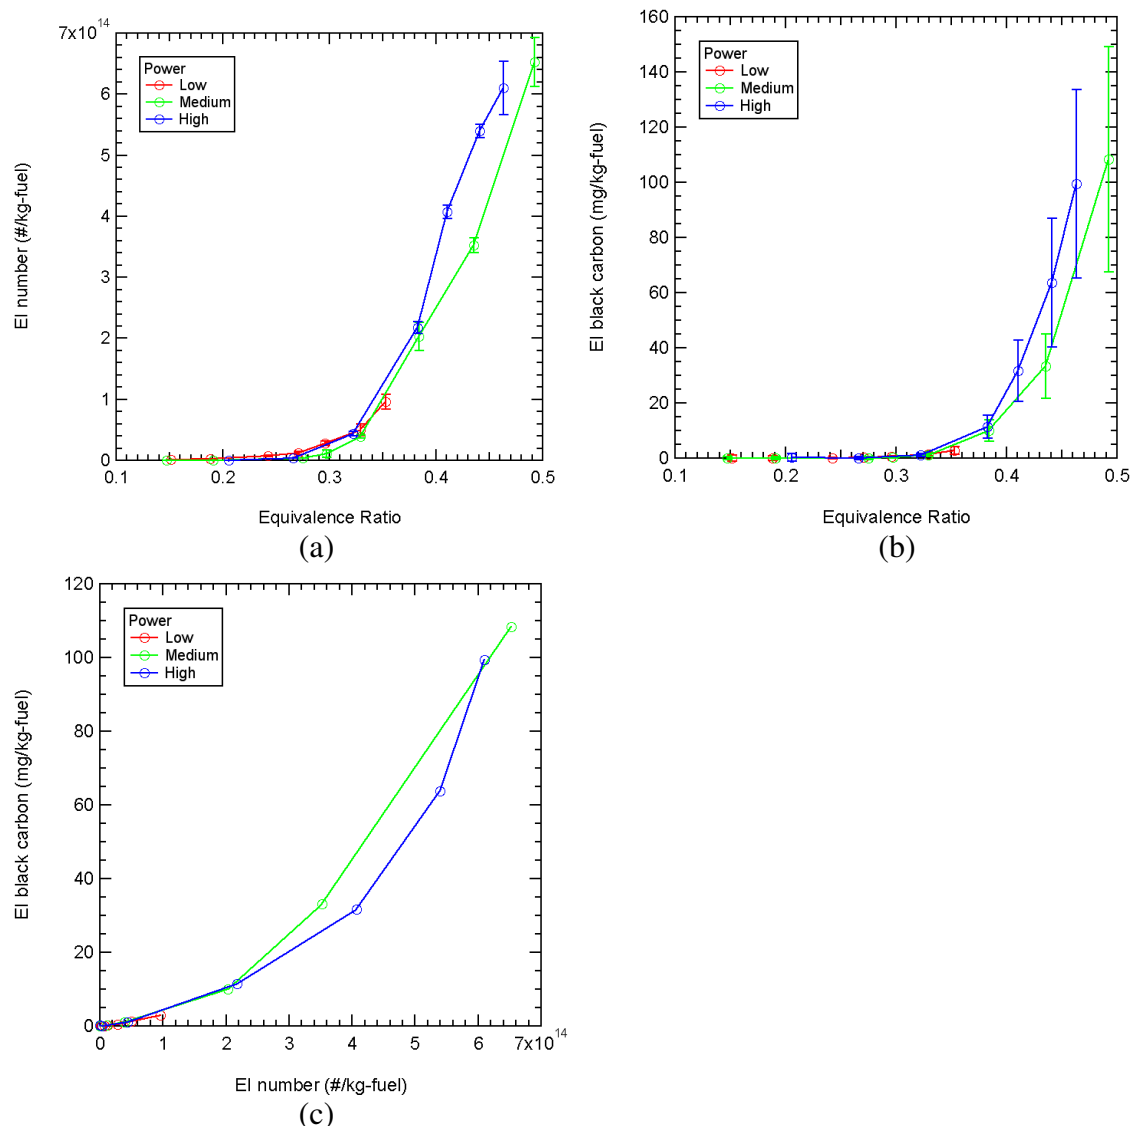 7x10^14
6
5
4
3
2
1
0
0.1 0.2 0.3 0.4 0.5
EI number (#/kg-fuel)
Equivalence Ratio
Power
Low
Medium
High
(a)
160
140
120
100
80
60
40
20
0
0.1 0.2 0.3 0.4 0.5
EI black carbon (mg/kg-fuel)
Equivalence Ratio
Power
Low
Medium
High
(b)
120
100
80
60
40
20
0
0 1 2 3 4 5 6 7x10^14
EI black carbon (mg/kg-fuel)
EI number (#/kg-fuel)
Power
Low
Medium
High
(c)